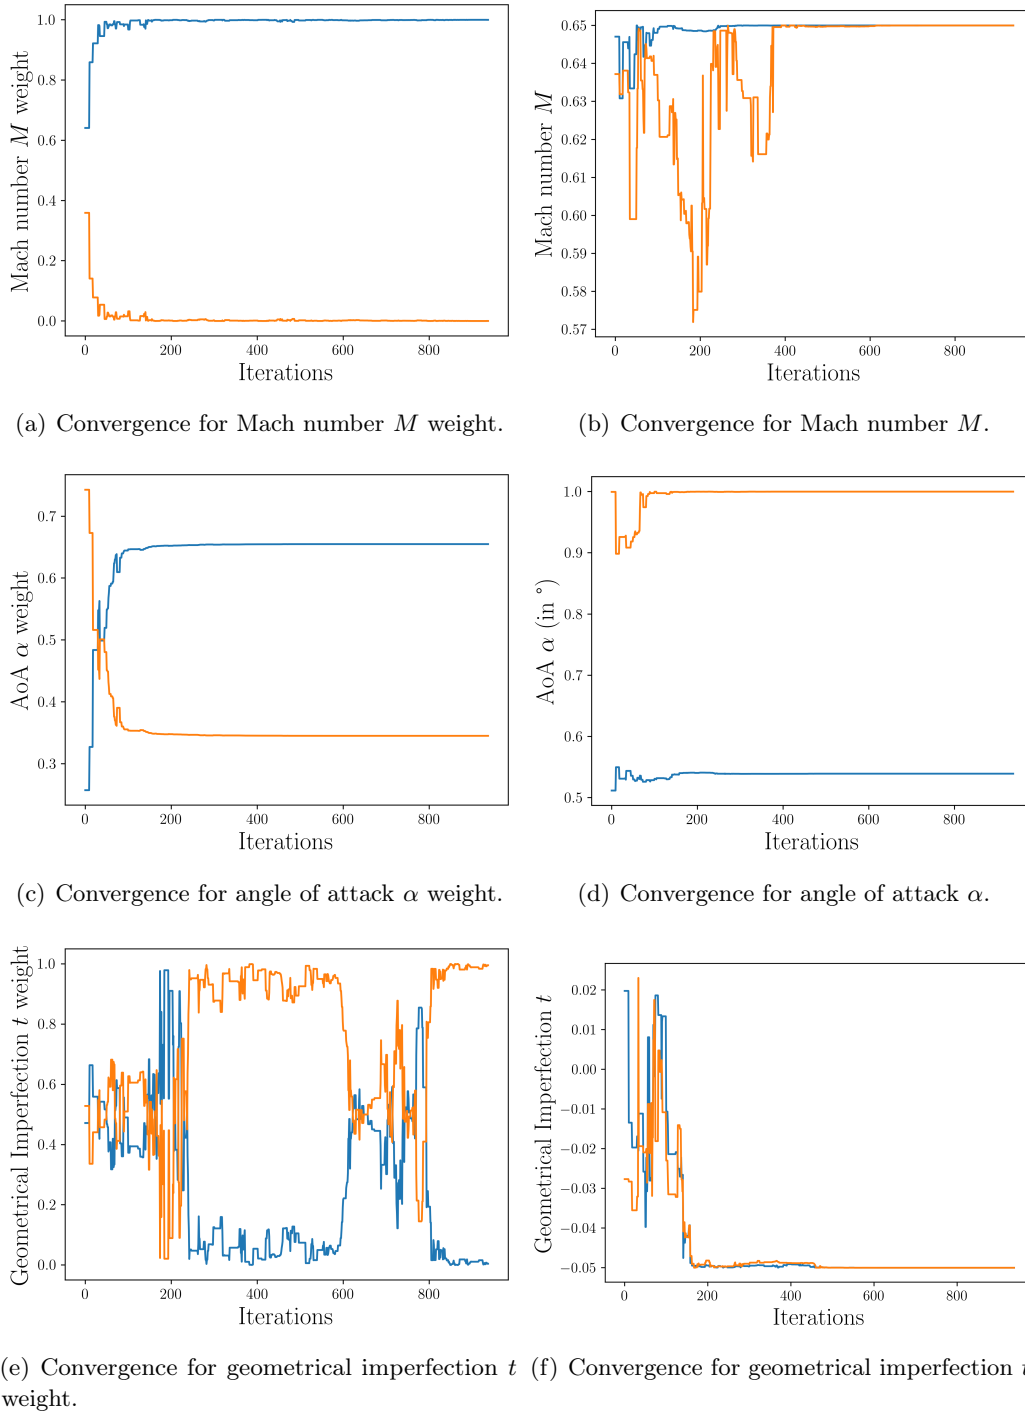 1.0
0.8
0.6
0.4
0.2
0.0
Mach number M weight
0 200 400 600 800
Iterations
(a) Convergence for Mach number M weight.
0.65
0.64
0.63
0.62
0.61
0.60
0.59
0.58
0.57
Mach number M
0 200 400 600 800
Iterations
(b) Convergence for Mach number M.
0.7
0.6
0.5
0.4
0.3
AoA α weight
0 200 400 600 800
Iterations
(c) Convergence for angle of attack α weight.
1.0
0.9
0.8
0.7
0.6
0.5
AoA α (in °)
0 200 400 600 800
Iterations
(d) Convergence for angle of attack α.
1.0
0.8
0.6
0.4
0.2
0.0
Geometrical Imperfection t weight
0 200 400 600 800
Iterations
(e) Convergence for geometrical imperfection t
weight.
0.02
0.01
0.00
−0.01
−0.02
−0.03
−0.04
−0.05
Geometrical Imperfection t
0 200 400 600 800
Iterations
(f) Convergence for geometrical imperfection t